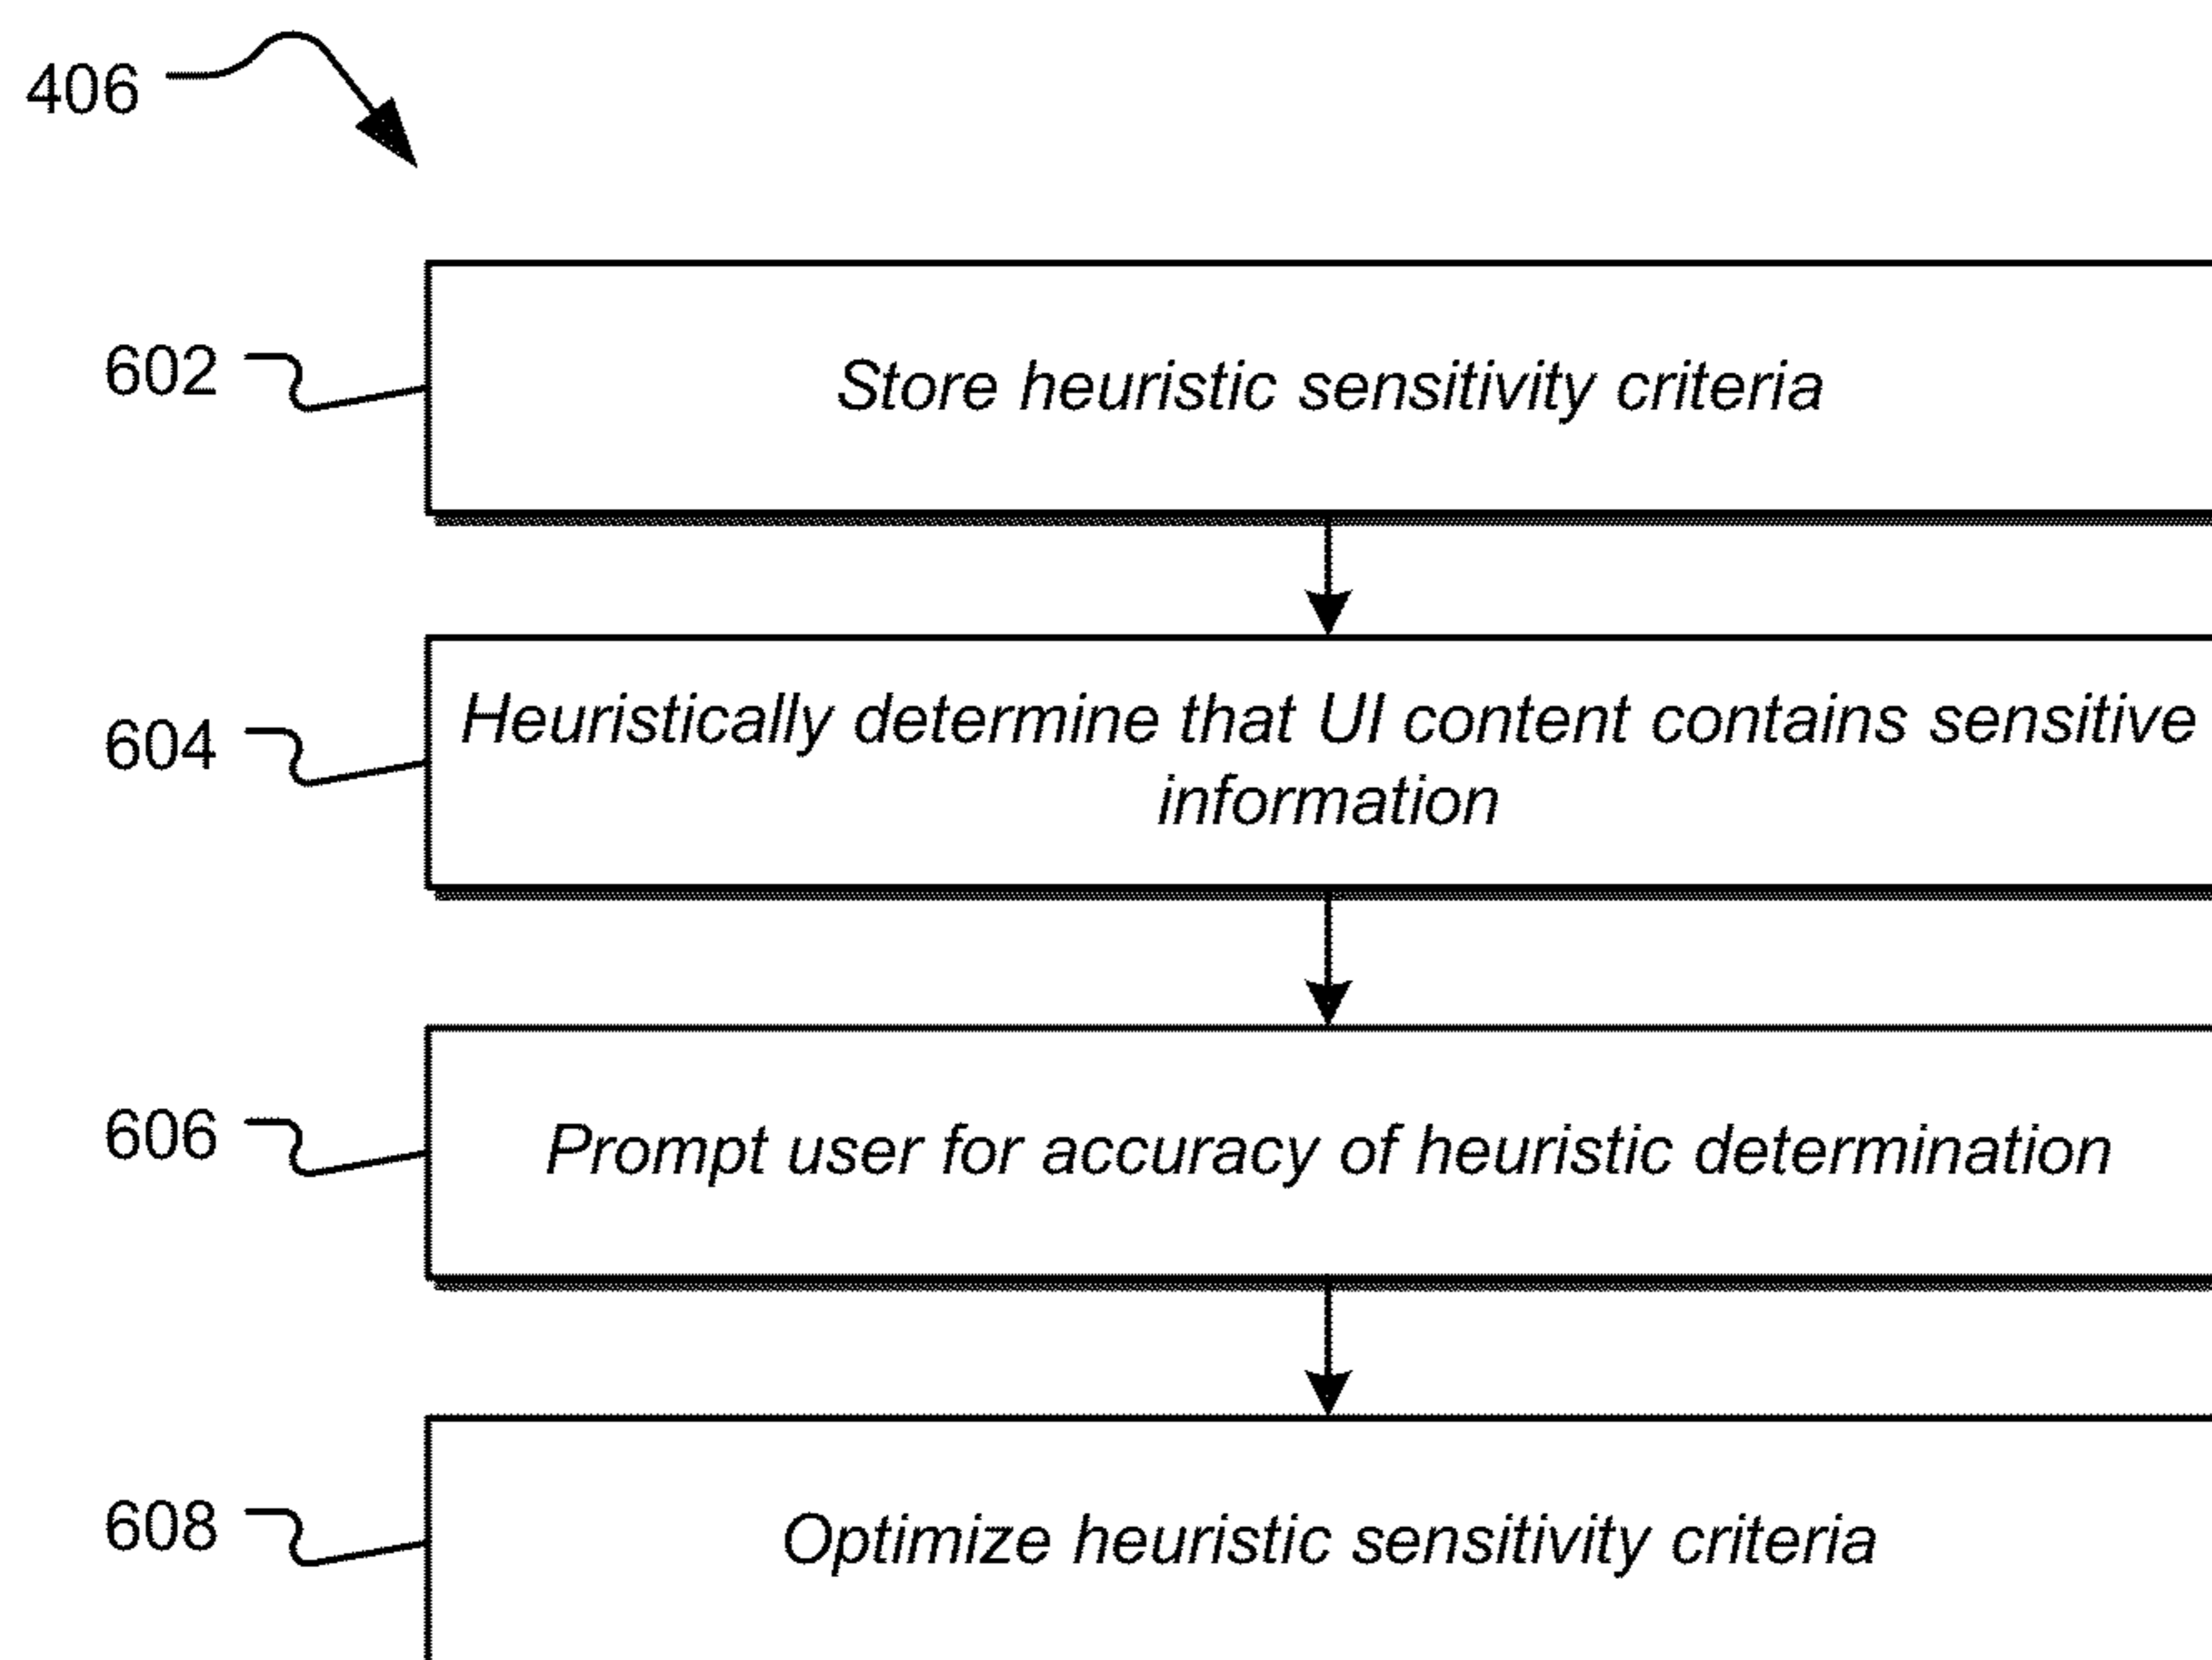 406
602
Store heuristic sensitivity criteria
604
Heuristically determine that UI content contains sensitive
information
606
Prompt user for accuracy of heuristic determination
608
Optimize heuristic sensitivity criteria